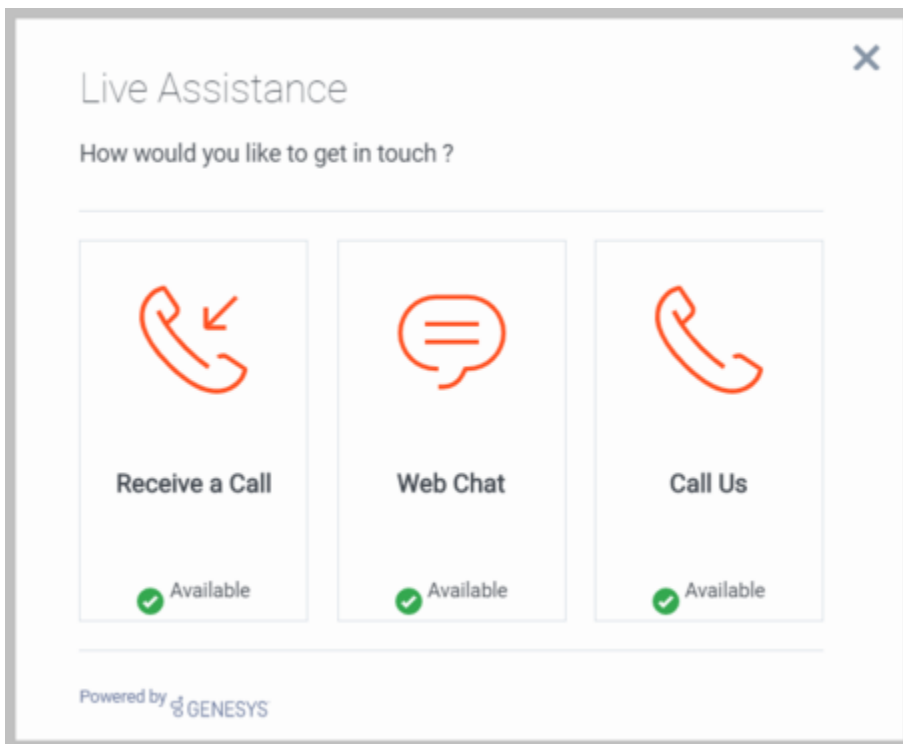 Live Assistance
How would you like to get in touch ?
Receive a Call
Web Chat
Call Us
Available
Available
Available
Powered by GENESYS